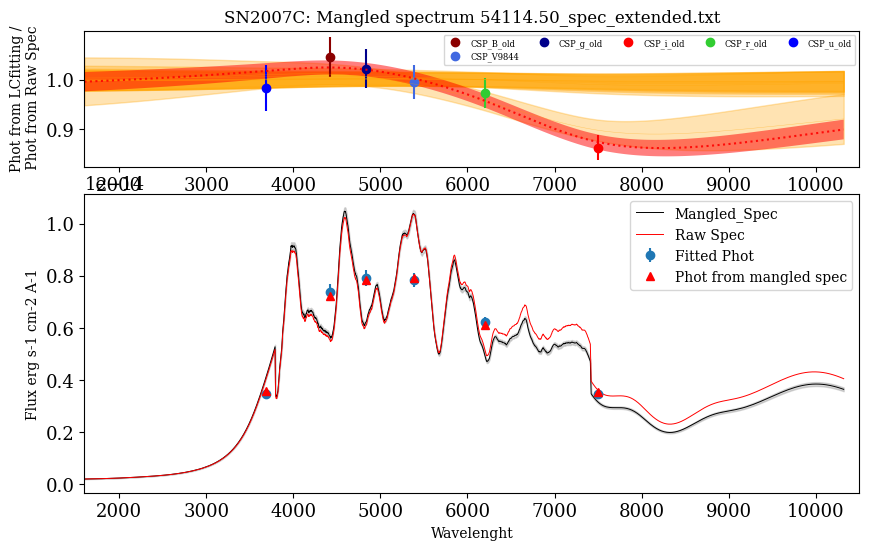 SN2007C: Mangled spectrum 54114.50_spec_extended.txt
Phot from LCfitting /
Phot from Raw Spec
1.0
0.9
CSP_B_old CSP_g_old CSP_i_old CSP_r_old CSP_u_old
CSP_V9844
2000 3000 4000 5000 6000 7000 8000 9000 10000
1e−14
Flux erg s-1 cm-2 A-1
1.0
0.8
0.6
0.4
0.2
0.0
Mangled_Spec
Raw Spec
Fitted Phot
Phot from mangled spec
2000 3000 4000 5000 6000 7000 8000 9000 10000
Wavelenght